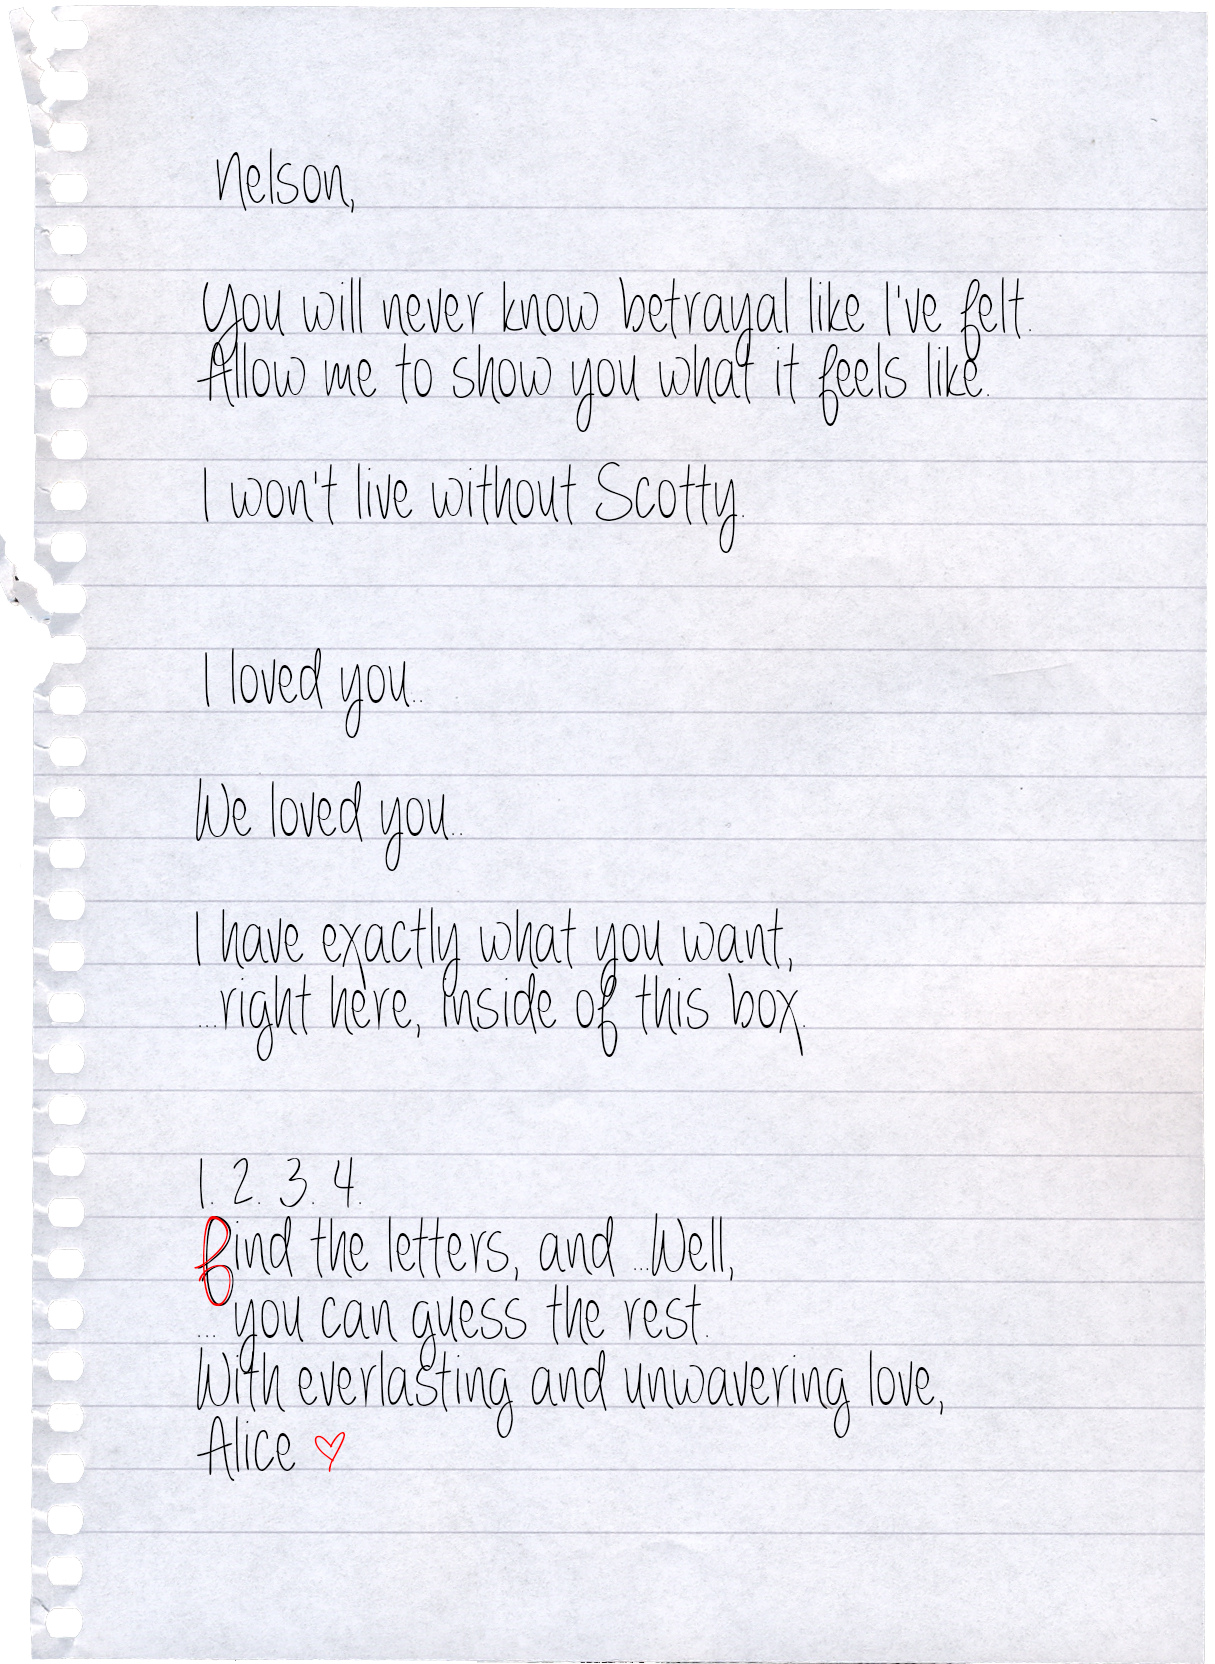 Nelson,
You will never know betrayal like I've felt.
Allow me to show you what it feels like.
I won't live without Scotty.
I loved you..
We loved you..
I have exactly what you want,
...right here, inside of this box.
1. 2. 3. 4.
find the letters, and ...Well,
... you can guess the rest.
With everlasting and unwavering love,
Alice ♡